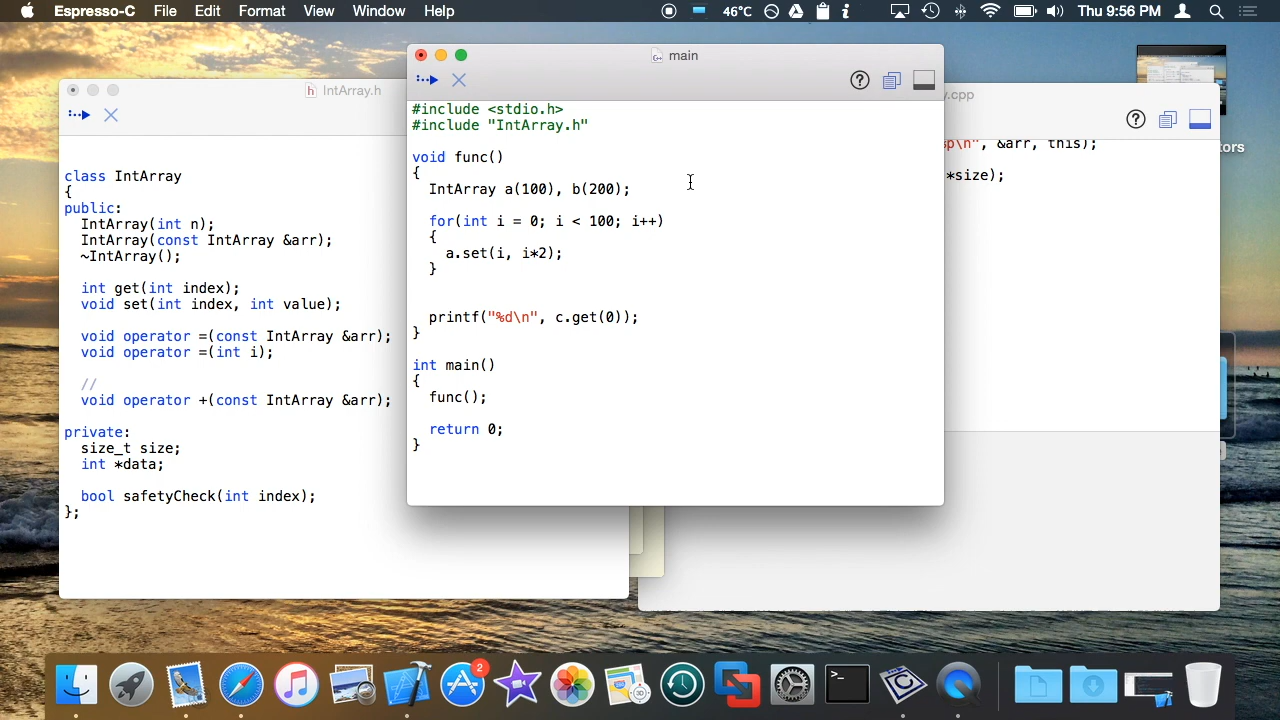 Espresso-C File Edit Format View Window Help 46°C Thu 9:56 PM
IntArray.h
class IntArray
{
public:
IntArray(int n);
IntArray(const IntArray &arr);
~IntArray();
int get(int index);
void set(int index, int value);
void operator =(const IntArray &arr);
void operator =(int i);
//
void operator +(const IntArray &arr);
private:
size_t size;
int *data;
bool safetyCheck(int index);
};
main
#include <stdio.h>
#include "IntArray.h"
void func()
{
IntArray a(100), b(200);
for(int i = 0; i < 100; i++)
{
a.set(i, i*2);
}
printf("%d\n", c.get(0));
}
int main()
{
func();
return 0;
}
y.cpp
%p\n", &arr, this);
*size);
tors
2